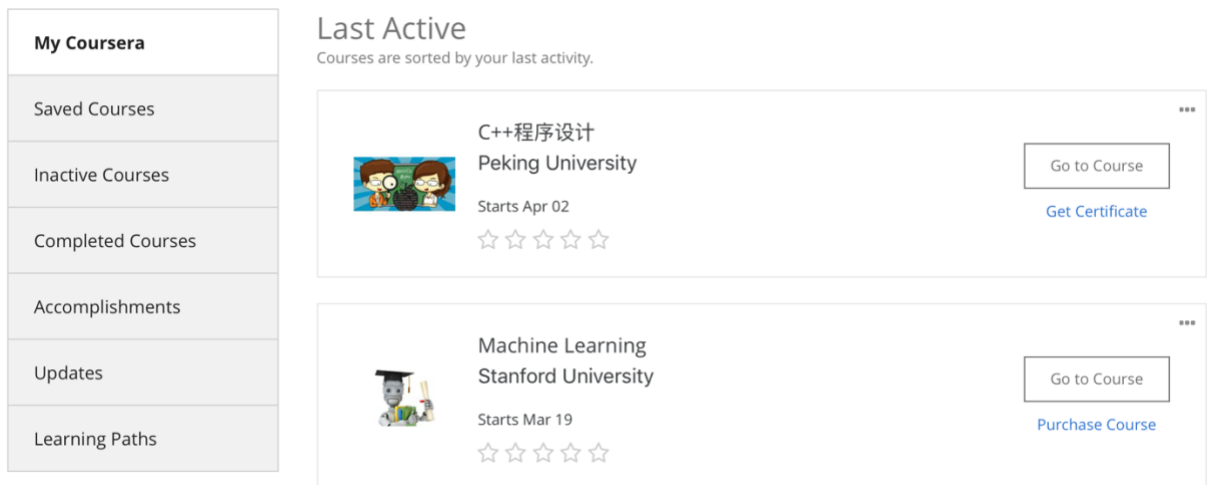 My Coursera
Saved Courses
Inactive Courses
Completed Courses
Accomplishments
Updates
Learning Paths
Last Active
Courses are sorted by your last activity.
C++程序设计
Peking University
Starts Apr 02
Go to Course
Get Certificate
Machine Learning
Stanford University
Starts Mar 19
Go to Course
Purchase Course